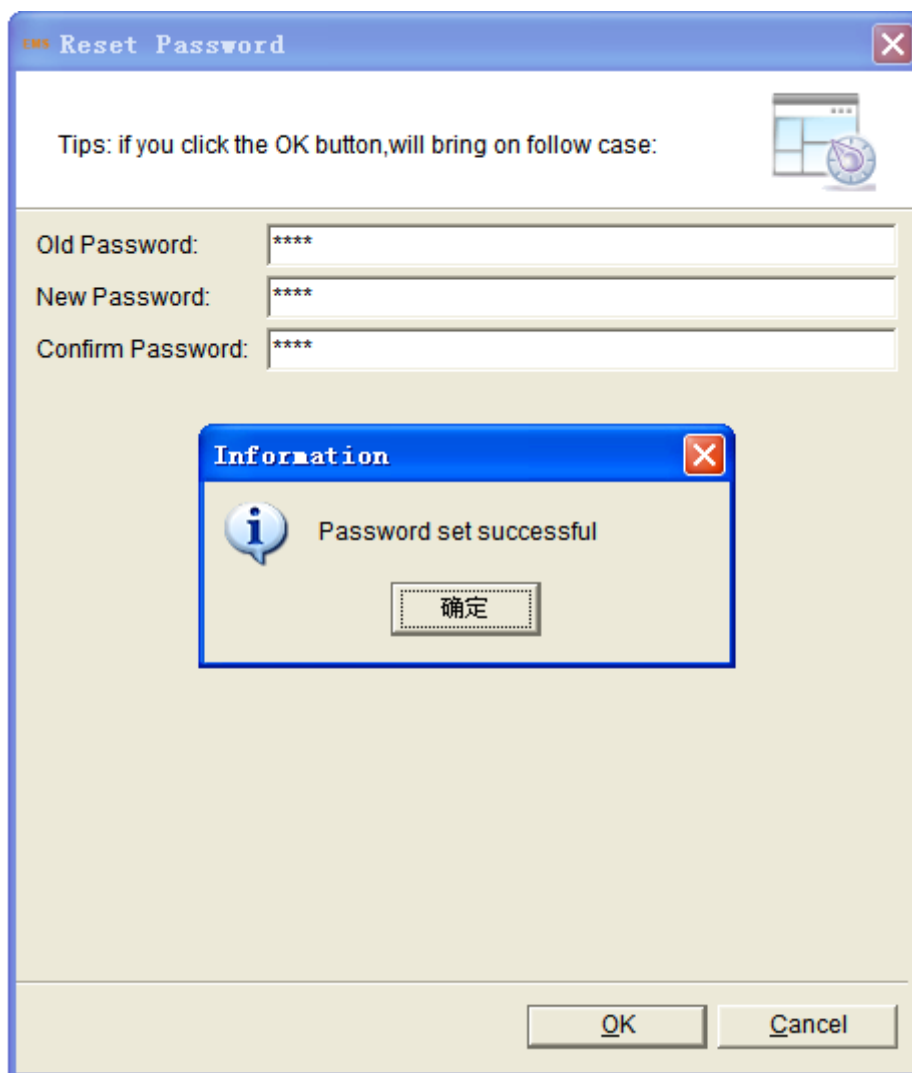 EMS Reset Password
Tips: if you click the OK button,will bring on follow case:
Old Password: ****
New Password: ****
Confirm Password: ****
Information
Password set successful
确定
OK Cancel